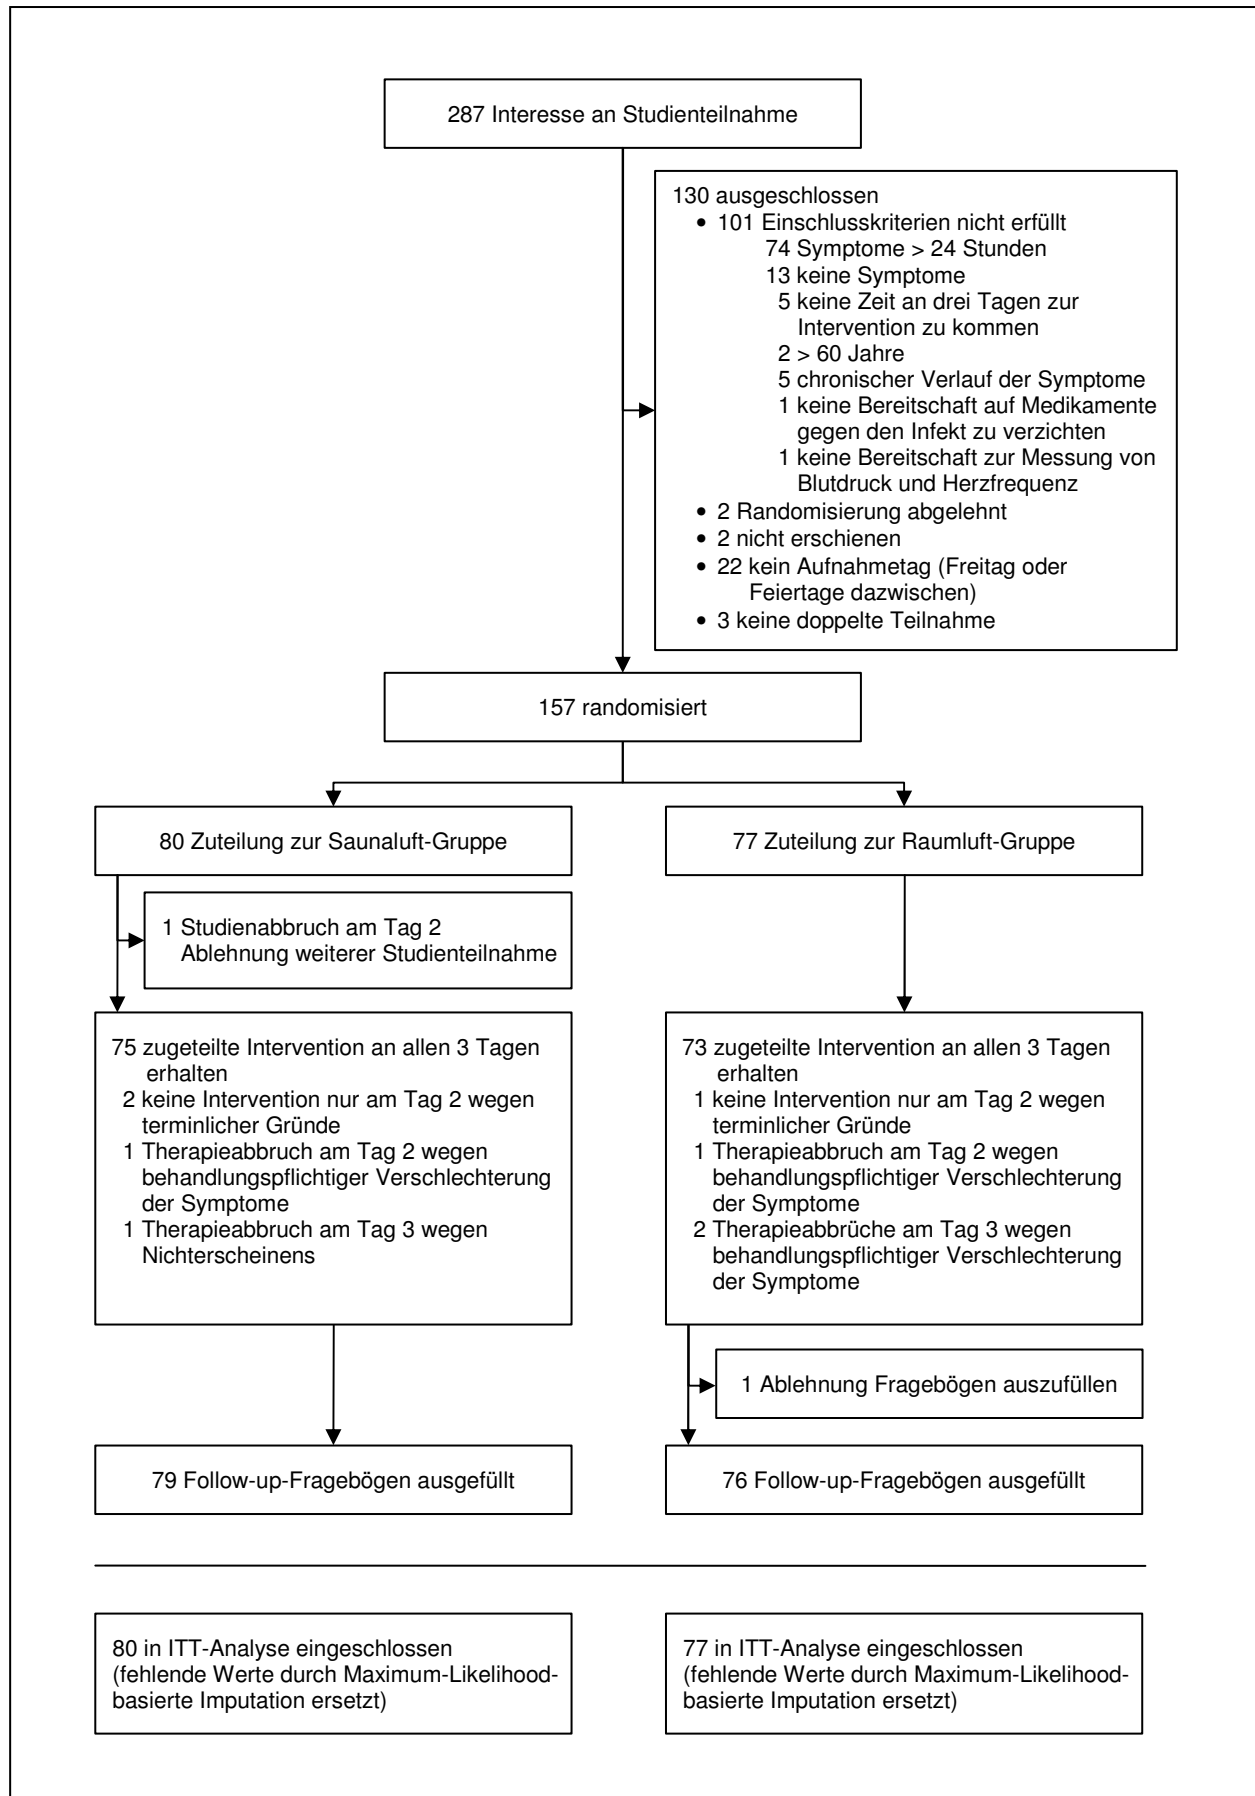 287 Interesse an Studienteilnahme
130 ausgeschlossen
• 101 Einschlusskriterien nicht erfüllt
74 Symptome > 24 Stunden
13 keine Symptome
5 keine Zeit an drei Tagen zur
Intervention zu kommen
2 > 60 Jahre
5 chronischer Verlauf der Symptome
1 keine Bereitschaft auf Medikamente
gegen den Infekt zu verzichten
1 keine Bereitschaft zur Messung von
Blutdruck und Herzfrequenz
• 2 Randomisierung abgelehnt
• 2 nicht erschienen
• 22 kein Aufnahmetag (Freitag oder
Feiertage dazwischen)
• 3 keine doppelte Teilnahme
157 randomisiert
80 Zuteilung zur Saunaluft-Gruppe
77 Zuteilung zur Raumluft-Gruppe
1 Studienabbruch am Tag 2
Ablehnung weiterer Studienteilnahme
75 zugeteilte Intervention an allen 3 Tagen
erhalten
2 keine Intervention nur am Tag 2 wegen
terminlicher Gründe
1 Therapieabbruch am Tag 2 wegen
behandlungspflichtiger Verschlechterung
der Symptome
1 Therapieabbruch am Tag 3 wegen
Nichterscheinens
73 zugeteilte Intervention an allen 3 Tagen
erhalten
1 keine Intervention nur am Tag 2 wegen
terminlicher Gründe
1 Therapieabbruch am Tag 2 wegen
behandlungspflichtiger Verschlechterung
der Symptome
2 Therapieabbrüche am Tag 3 wegen
behandlungspflichtiger Verschlechterung
der Symptome
1 Ablehnung Fragebögen auszufüllen
79 Follow-up-Fragebögen ausgefüllt
76 Follow-up-Fragebögen ausgefüllt
80 in ITT-Analyse eingeschlossen
(fehlende Werte durch Maximum-Likelihood-
basierte Imputation ersetzt)
77 in ITT-Analyse eingeschlossen
(fehlende Werte durch Maximum-Likelihood-
basierte Imputation ersetzt)